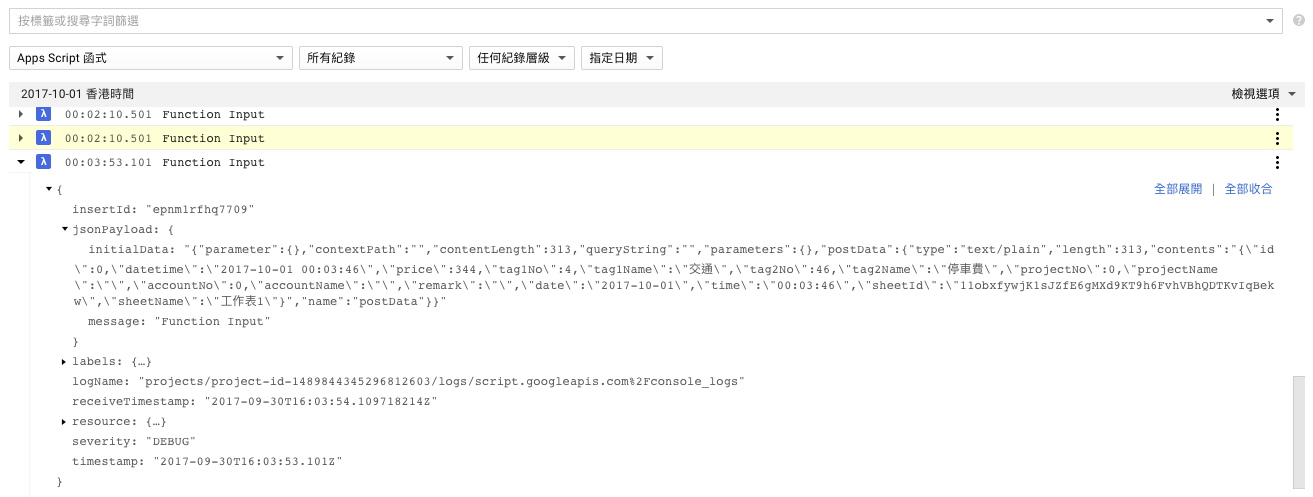 按標籤或搜尋字詞篩選
Apps Script 函式 所有紀錄 任何紀錄層級 指定日期
2017-10-01 香港時間 檢視選項
00:02:10.501 Function Input
00:02:10.501 Function Input
00:03:53.101 Function Input
{ 全部展開 | 全部收合
insertId: "epnm1rfhq7709"
jsonPayload: {
initialData: "{"parameter":{},"contextPath":"","contentLength":313,"queryString":"","parameters":{},"postData":{"type":"text/plain","length":313,"contents":"{\"id
\":0,\"datetime\":\"2017-10-01 00:03:46\",\"price\":344,\"tag1No\":4,\"tag1Name\":\"交通\",\"tag2No\":46,\"tag2Name\":\"停車費\",\"projectNo\":0,\"projectName
\":\"\",\"accountNo\":0,\"accountName\":\"\",\"remark\":\"\",\"date\":\"2017-10-01\",\"time\":\"00:03:46\",\"sheetId\":\"11obxfywjK1sJZfE6gMXd9KT9h6FvhVBhQDTKvIqBek
w\",\"sheetName\":\"工作表1\"}","name":"postData"}}"
message: "Function Input"
}
labels: {…}
logName: "projects/project-id-1489844345296812603/logs/script.googleapis.com%2Fconsole_logs"
receiveTimestamp: "2017-09-30T16:03:54.109718214Z"
resource: {…}
severity: "DEBUG"
timestamp: "2017-09-30T16:03:53.101Z"
}